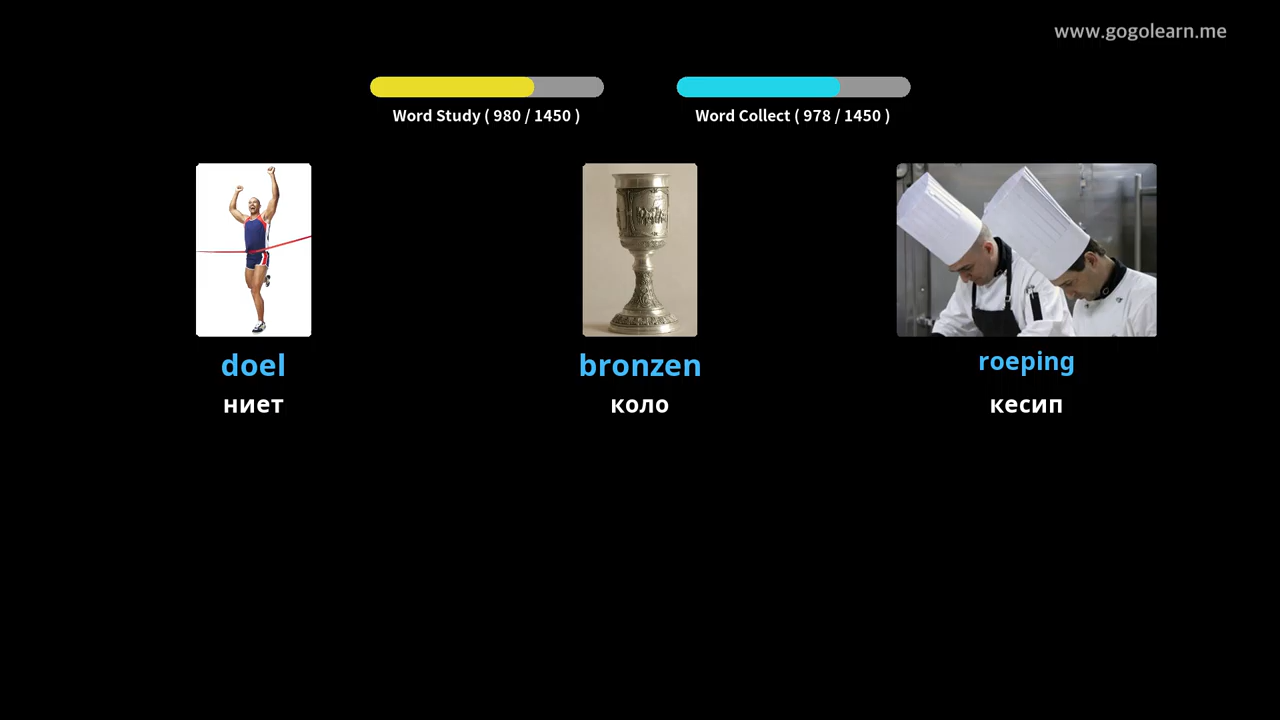 www.gogolearn.me
Word Study ( 980 / 1450 )
Word Collect ( 978 / 1450 )
doel
bronzen
roeping
ниет
коло
кесип